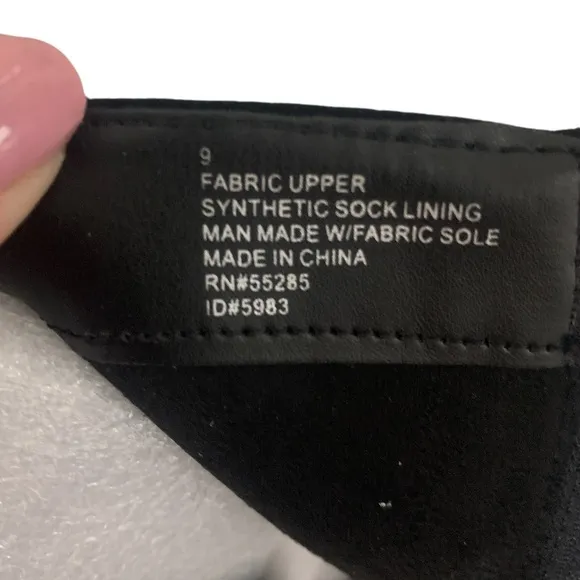 9
FABRIC UPPER
SYNTHETIC SOCK LINING
MAN MADE W/FABRIC SOLE
MADE IN CHINA
RN#55285
ID#5983